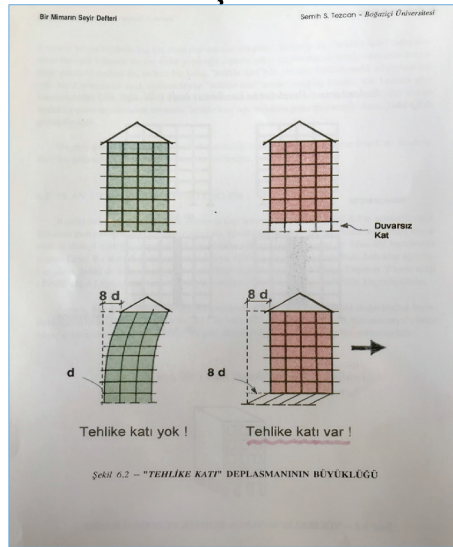 Bir Mimarın Seyir Defteri
Semih S. Tezcan - Boğaziçi Üniversitesi
Duvarsız
Kat
8 d
8 d
d
8 d
Tehlike katı yok !
Tehlike katı var !
Şekil 6.2 – "TEHLİKE KATI" DEPLASMANININ BÜYÜKLÜĞÜ